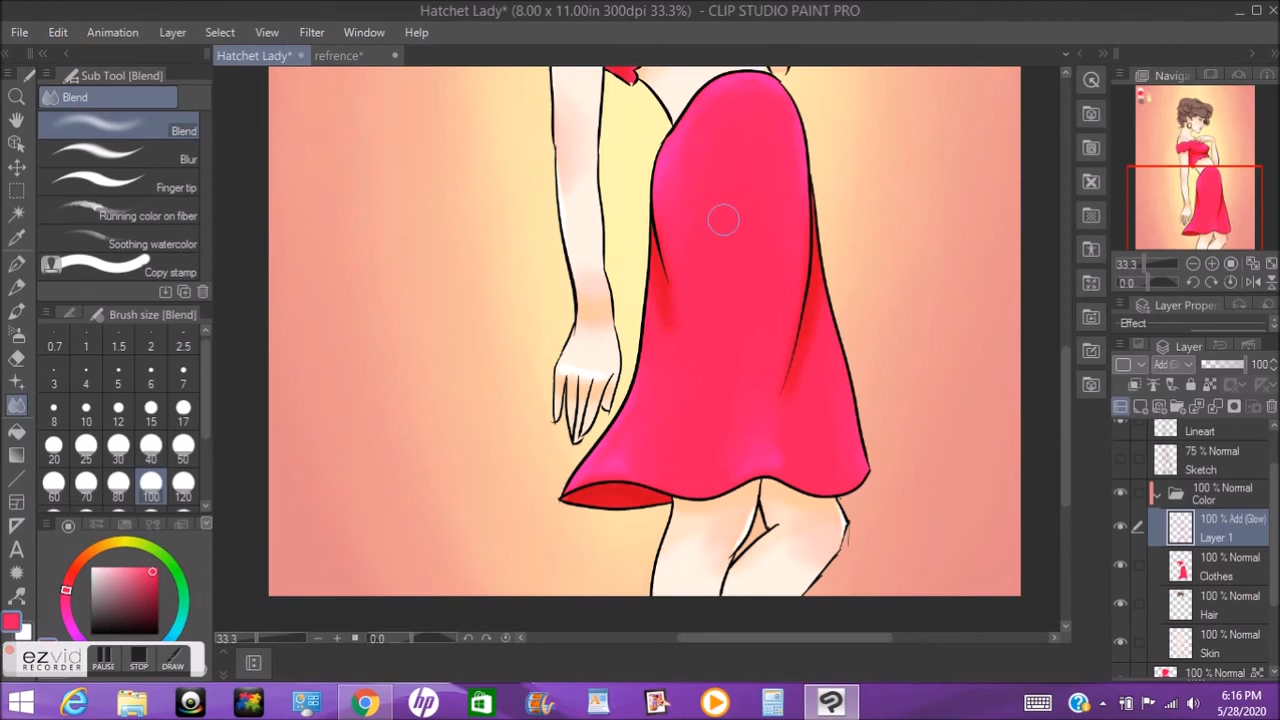 Hatchet Lady* (8.00 x 11.00in 300dpi 33.3%) - CLIP STUDIO PAINT PRO
File Edit Animation Layer Select View Filter Window Help
Hatchet Lady* refrence*
Sub Tool [Blend]
Blend
Blend
Blur
Finger tip
Running color on fiber
Soothing watercolor
Copy stamp
Brush size [Blend]
0.7 1 1.5 2 2.5
3 4 5 6 7
8 10 12 15 17
20 25 30 40 50
60 70 80 100 120
ezvid
RECORDER
PAUSE STOP DRAW
33.3 0.0
Naviga
33.3
0.0
Layer Proper
Effect
Layer
Add (G 100
Lineart
75 % Normal
Sketch
100 % Normal
Color
100 % Add (Glow)
Layer 1
100 % Normal
Clothes
100 % Normal
Hair
100 % Normal
Skin
100 % Normal
hp
6:16 PM
5/28/2020